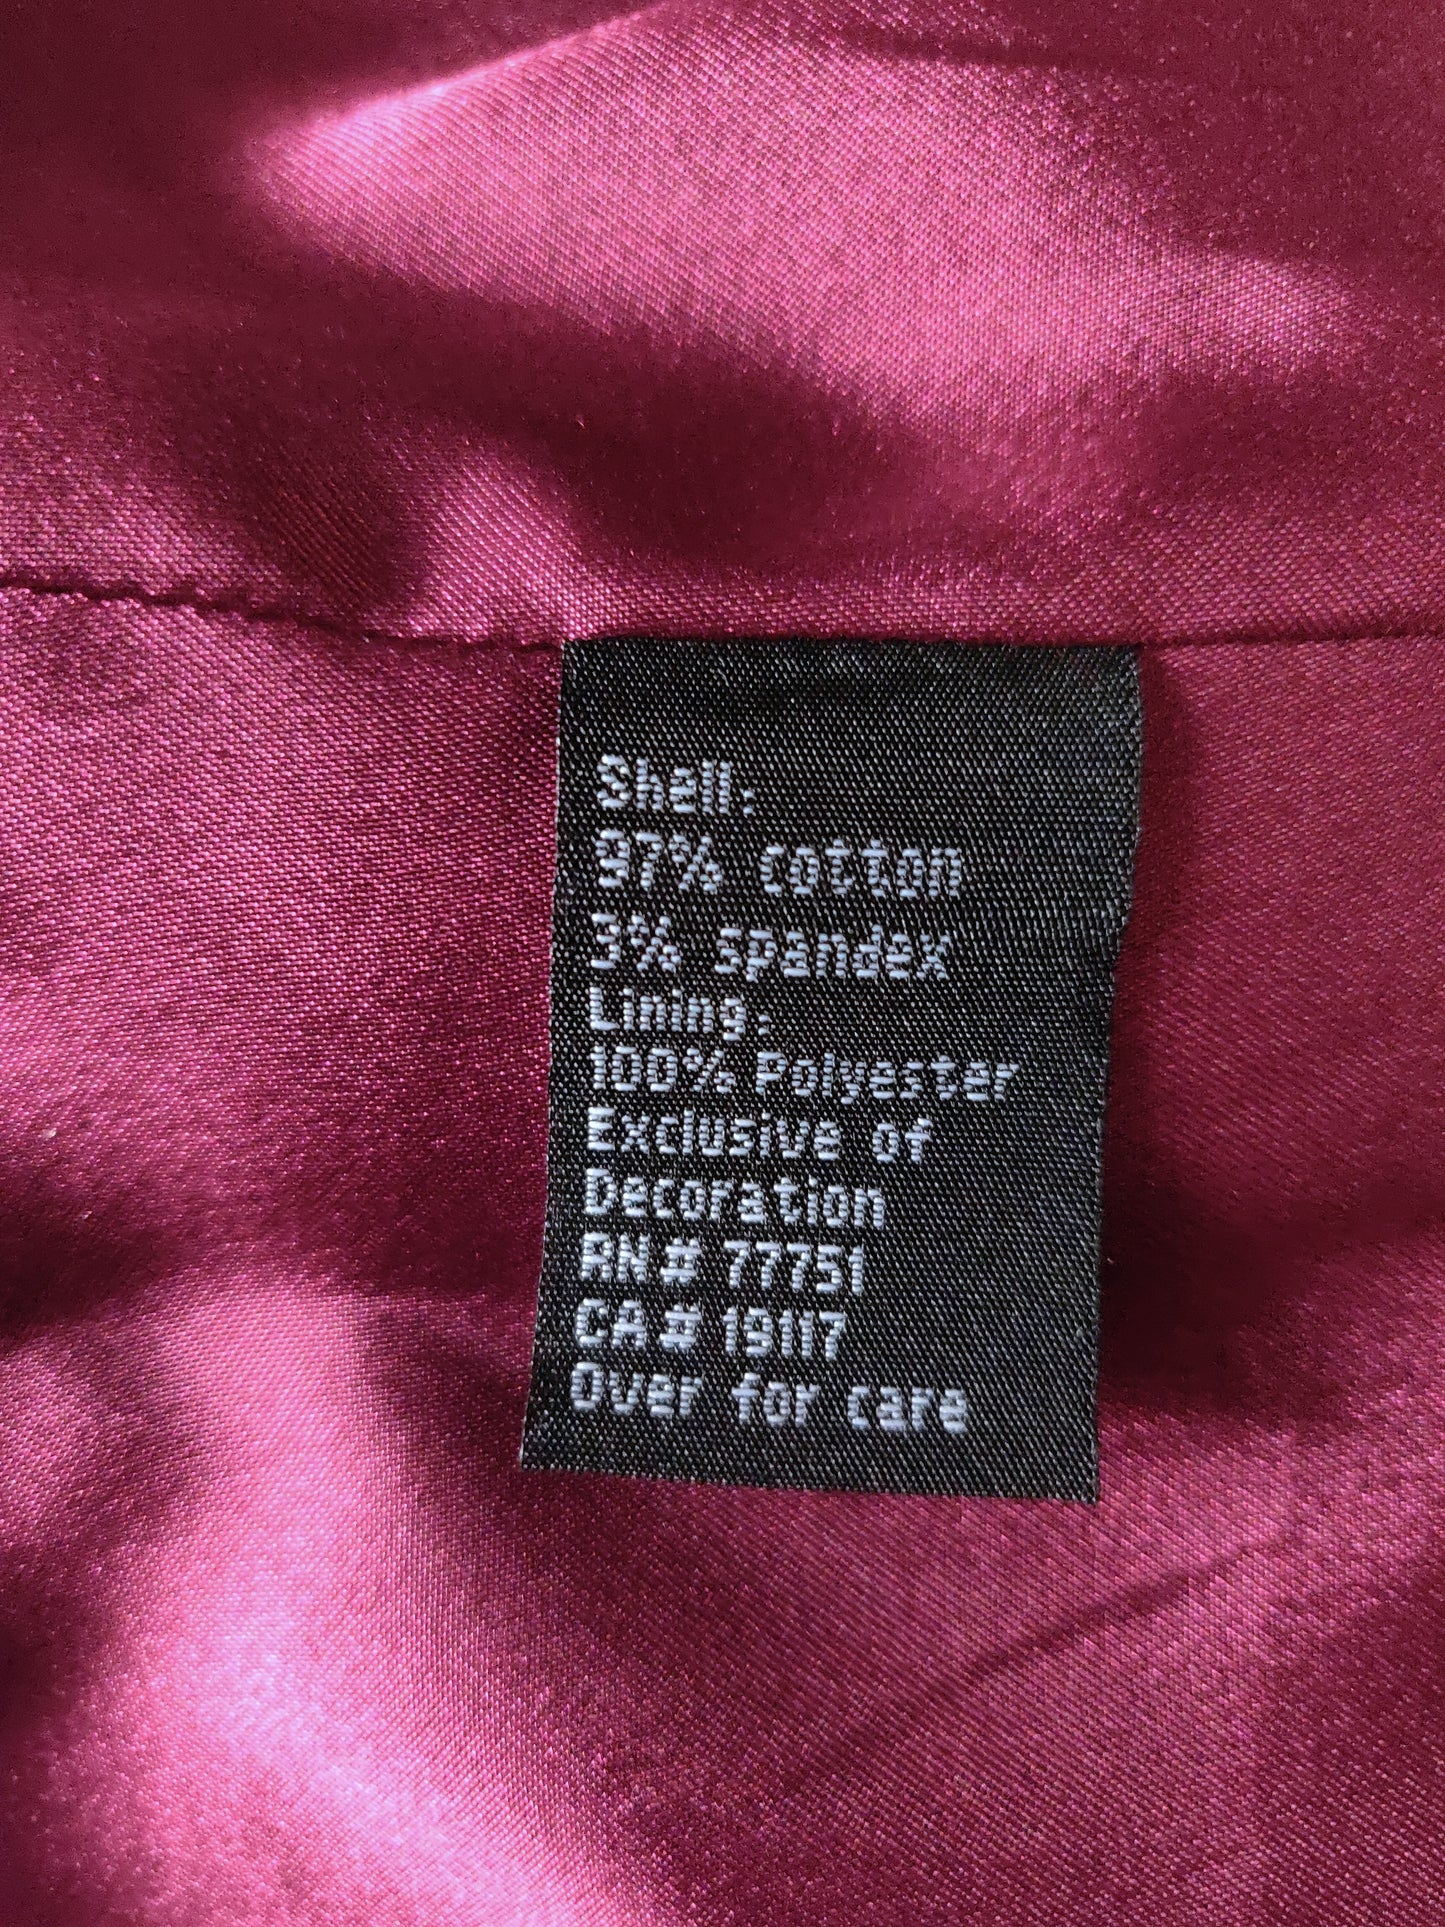 Shell:
97% cotton
3% spandex
Lining:
100% Polyester
Exclusive of
Decoration
RN# 77751
CA# 19117
Over for care